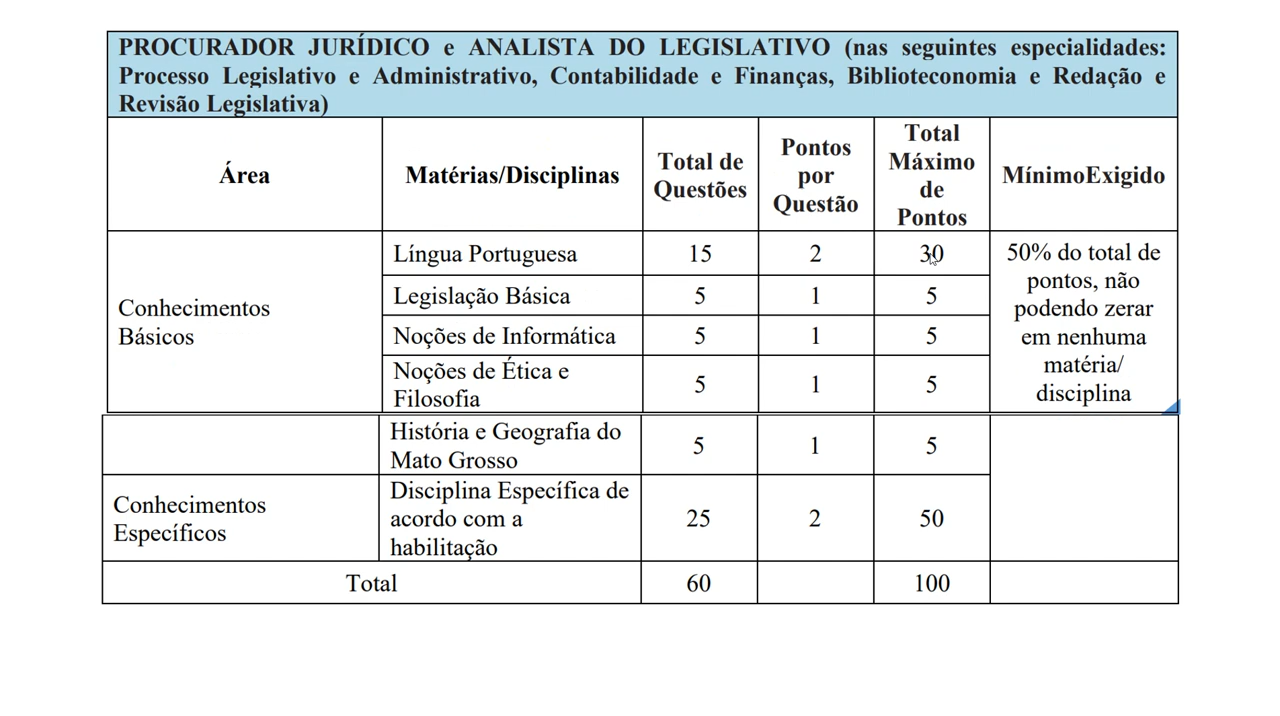 PROCURADOR JURÍDICO e ANALISTA DO LEGISLATIVO (nas seguintes especialidades:
Processo Legislativo e Administrativo, Contabilidade e Finanças, Biblioteconomia e Redação e
Revisão Legislativa)
Área
Matérias/Disciplinas
Total de
Questões
Pontos
por
Questão
Total
Máximo
de
Pontos
MínimoExigido
Conhecimentos
Básicos
Língua Portuguesa
15
2
30
50% do total de
pontos, não
podendo zerar
em nenhuma
matéria/
disciplina
Legislação Básica
5
1
5
Noções de Informática
5
1
5
Noções de Ética e
Filosofia
5
1
5
História e Geografia do
Mato Grosso
5
1
5
Conhecimentos
Específicos
Disciplina Específica de
acordo com a
habilitação
25
2
50
Total
60
100